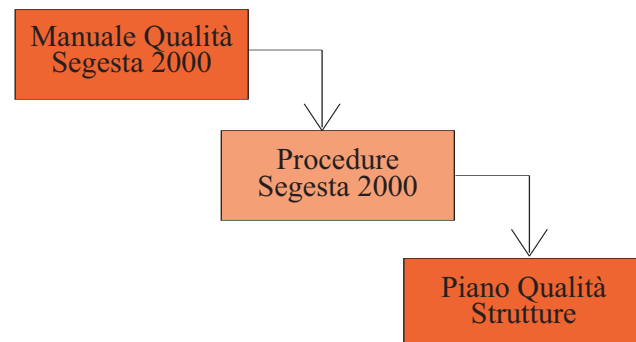 Manuale Qualità
Segesta 2000
Procedure
Segesta 2000
Piano Qualità
Strutture